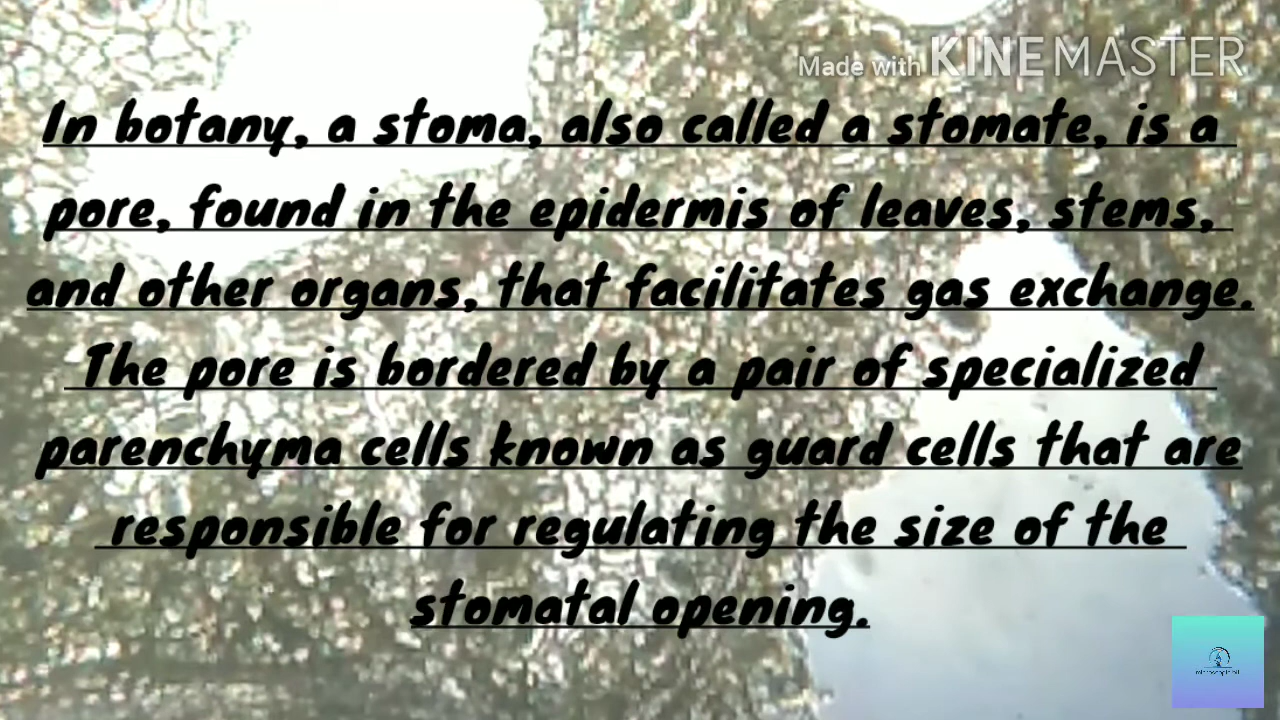 Made with KINEMASTER
In botany, a stoma, also called a stomate, is a
pore, found in the epidermis of leaves, stems,
and other organs, that facilitates gas exchange.
The pore is bordered by a pair of specialized
parenchyma cells known as guard cells that are
responsible for regulating the size of the
stomatal opening.